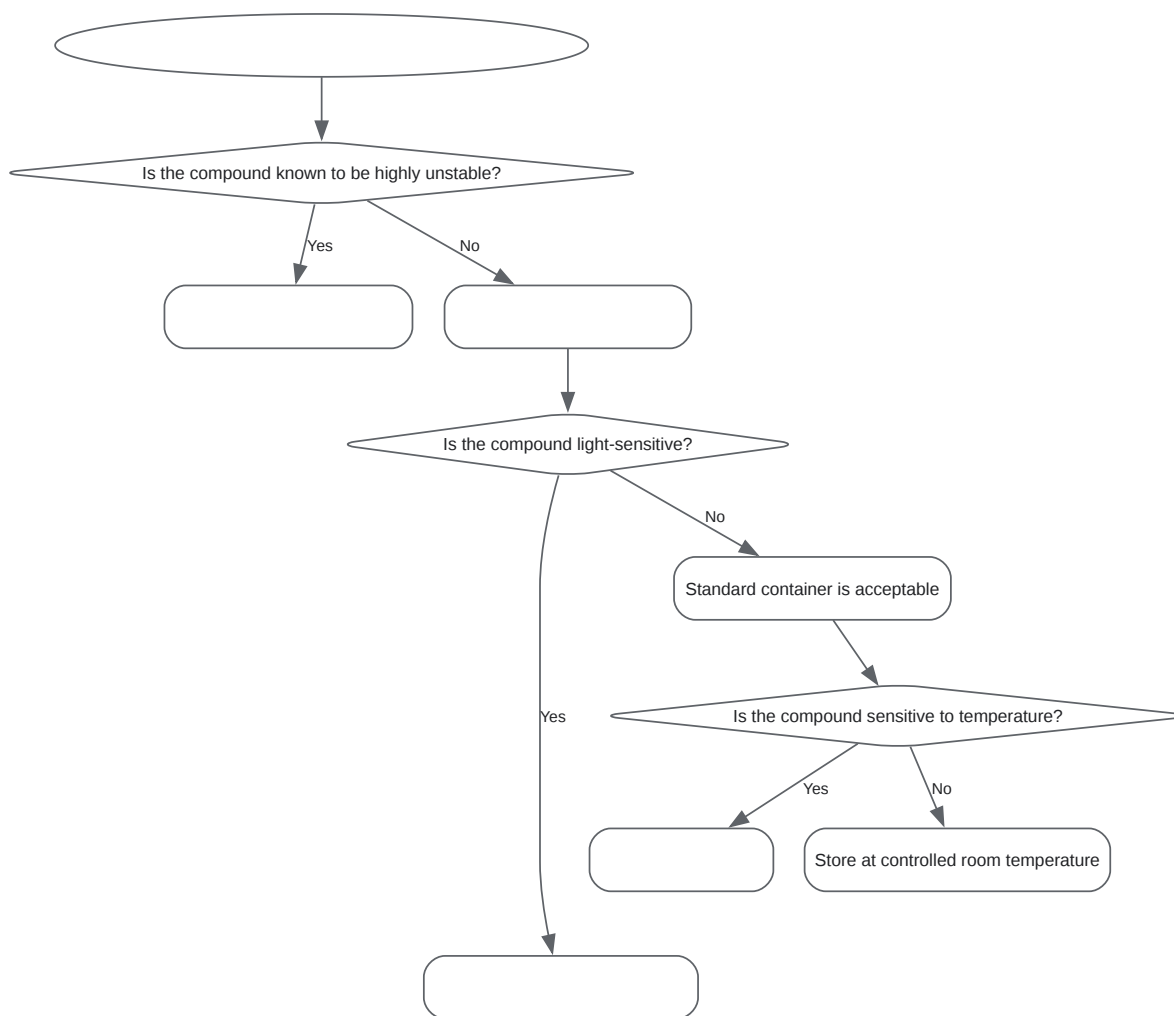 Is the compound known to be highly unstable?
Yes
No
Is the compound light-sensitive?
No
Standard container is acceptable
Yes
Is the compound sensitive to temperature?
Yes
No
Store at controlled room temperature